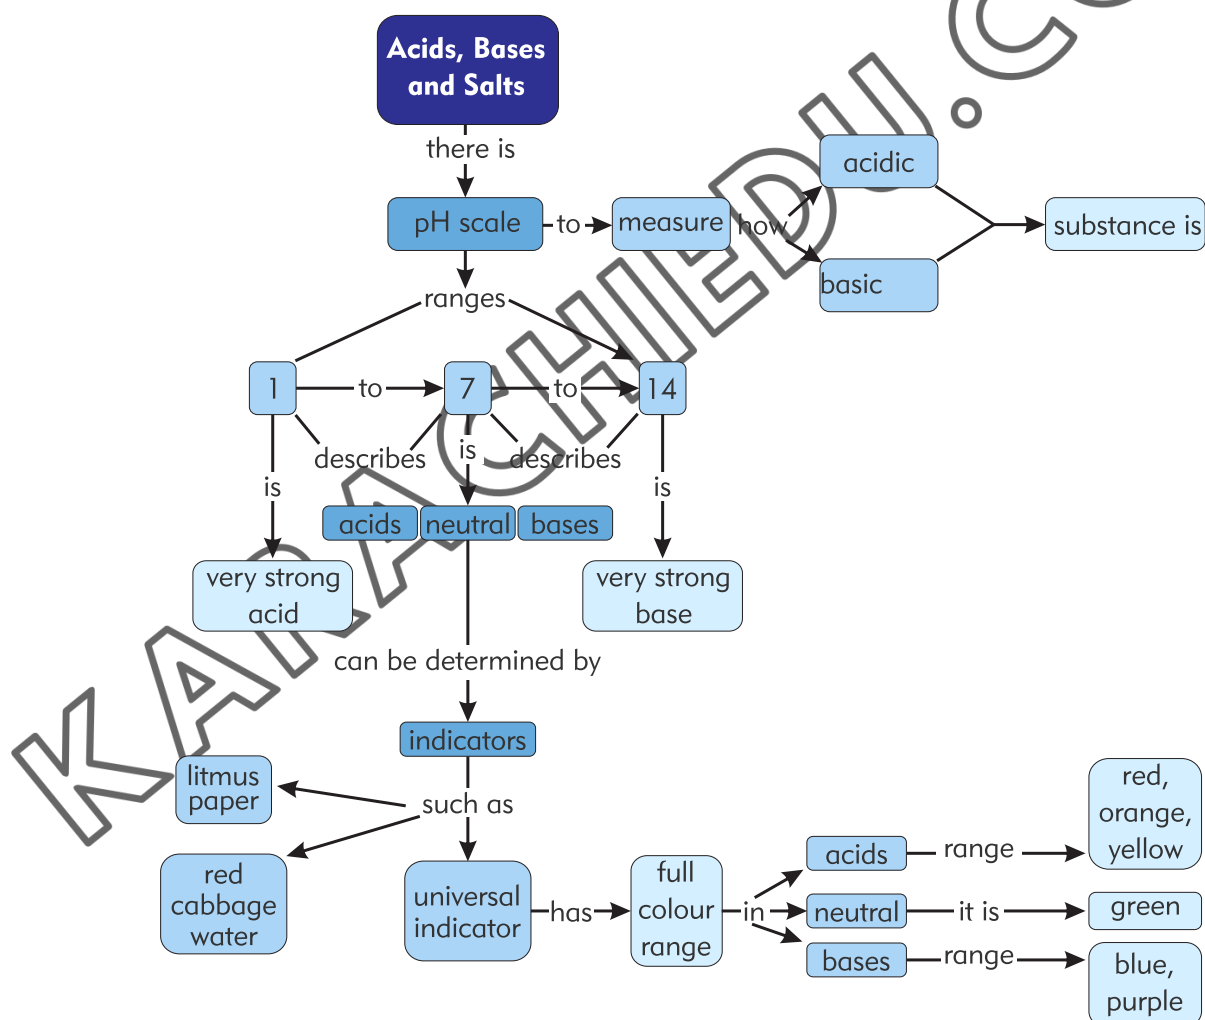 Acids, Bases
and Salts
there is
pH scale
to
measure
how
acidic
basic
substance is
ranges
1
to
7
to
14
describes
is
describes
is
is
acids
neutral
bases
very strong
acid
very strong
base
can be determined by
indicators
such as
litmus
paper
red
cabbage
water
universal
indicator
has
full
colour
range
in
acids
range
red,
orange,
yellow
neutral
it is
green
bases
range
blue,
purple
KARACHIEDU.CO